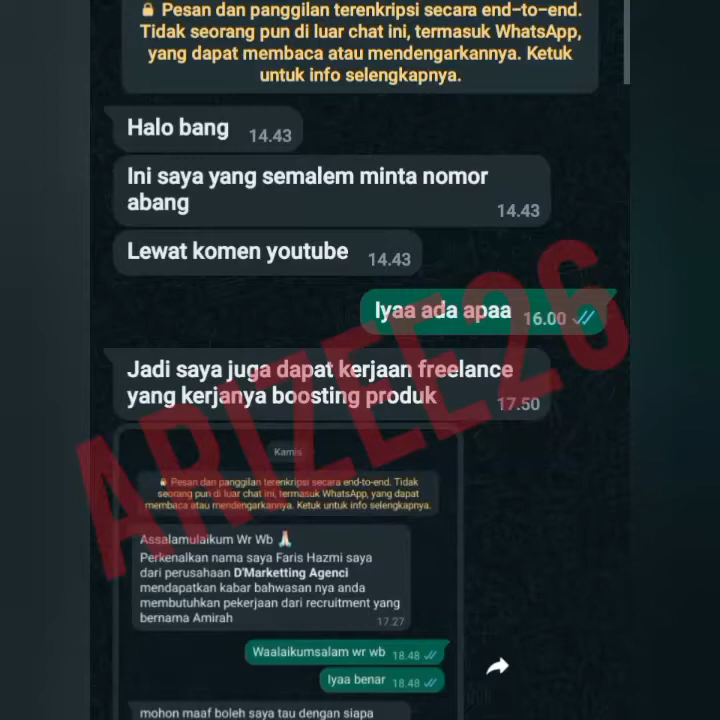 🔒 Pesan dan panggilan terenkripsi secara end-to-end.
Tidak seorang pun di luar chat ini, termasuk WhatsApp,
yang dapat membaca atau mendengarkannya. Ketuk
untuk info selengkapnya.
Halo bang 14.43
Ini saya yang semalem minta nomor
abang 14.43
Lewat komen youtube 14.43
Iyaa ada apaa 16.00
Jadi saya juga dapat kerjaan freelance
yang kerjanya boosting produk 17.50
ARIZEE26
Kamis
🔒 Pesan dan panggilan terenkripsi secara end-to-end. Tidak
seorang pun di luar chat ini, termasuk WhatsApp, yang dapat
membaca atau mendengarkannya. Ketuk untuk info selengkapnya.
Assalamulaikum Wr Wb 🙏🏻
Perkenalkan nama saya Faris Hazmi saya
dari perusahaan D'Marketting Agenci
mendapatkan kabar bahwasan nya anda
membutuhkan pekerjaan dari recruitment yang
bernama Amirah 17.27
Waalaikumsalam wr wb 18.48
Iyaa benar 18.48
mohon maaf boleh saya tau dengan siapa